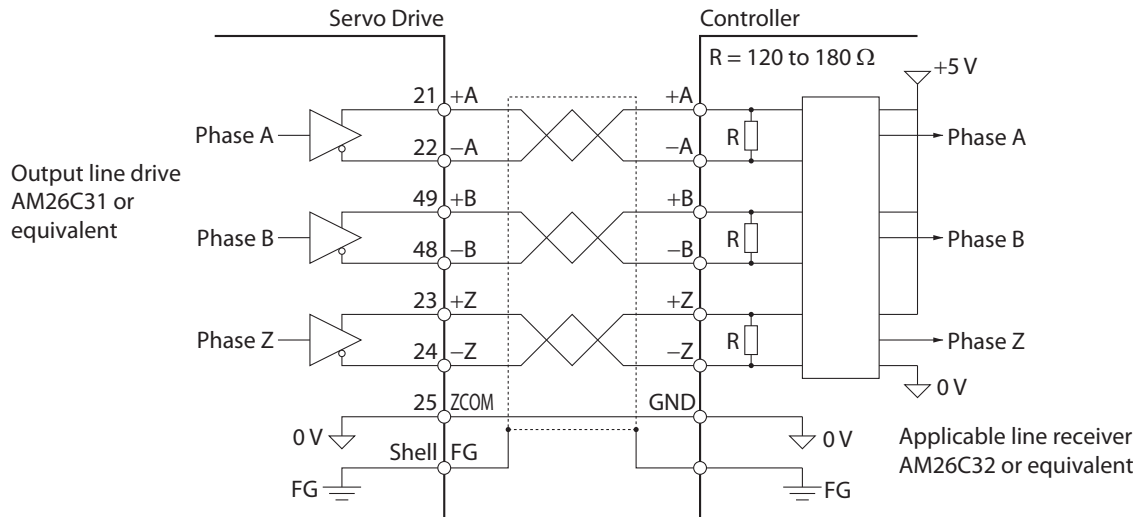 Servo Drive
Controller
R = 120 to 180 Ω
+5 V
21 +A
+A
Phase A
R
Phase A
22 −A
−A
Output line drive
AM26C31 or
equivalent
49 +B
+B
Phase B
R
Phase B
48 −B
−B
23 +Z
+Z
Phase Z
R
Phase Z
24 −Z
−Z
0 V
25 ZCOM
GND
0 V
0 V
Applicable line receiver
AM26C32 or equivalent
Shell FG
FG
FG